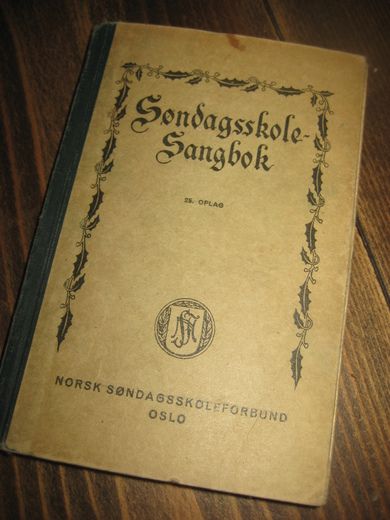 Søndagsskole-
Sangbok
25. OPLAG
NORSK SØNDAGSSKOLEFORBUND
OSLO